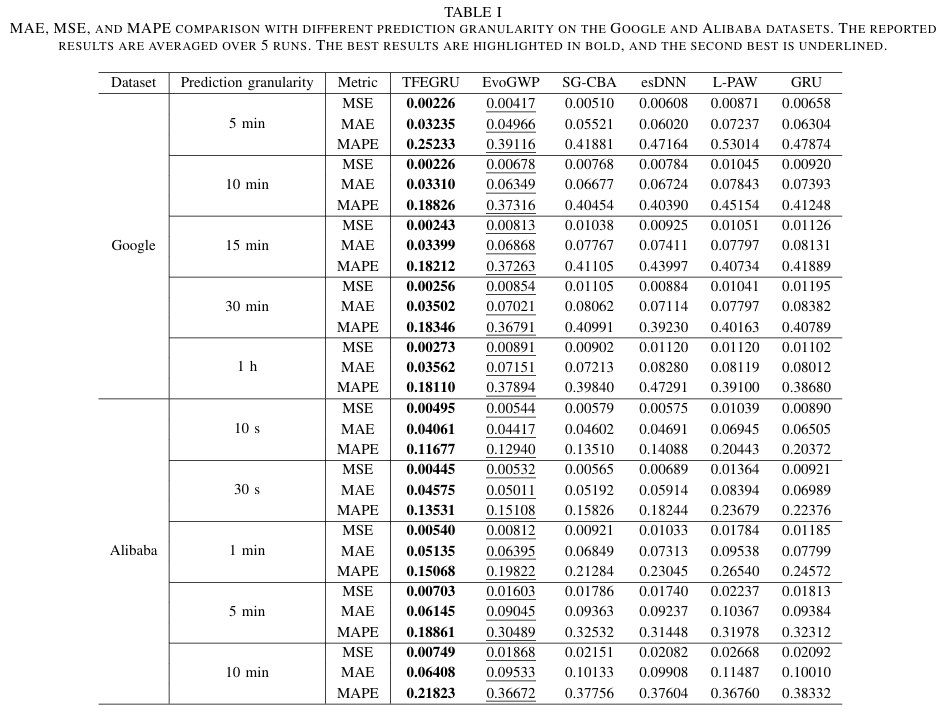 TABLE I
MAE, MSE, AND MAPE COMPARISON WITH DIFFERENT PREDICTION GRANULARITY ON THE GOOGLE AND ALIBABA DATASETS. THE REPORTED
RESULTS ARE AVERAGED OVER 5 RUNS. THE BEST RESULTS ARE HIGHLIGHTED IN BOLD, AND THE SECOND BEST IS UNDERLINED.
Dataset Prediction granularity Metric TFEGRU EvoGWP SG-CBA esDNN L-PAW GRU
MSE 0.00226 0.00417 0.00510 0.00608 0.00871 0.00658
5 min MAE 0.03235 0.04966 0.05521 0.06020 0.07237 0.06304
MAPE 0.25233 0.39116 0.41881 0.47164 0.53014 0.47874
MSE 0.00226 0.00678 0.00768 0.00784 0.01045 0.00920
10 min MAE 0.03310 0.06349 0.06677 0.06724 0.07843 0.07393
MAPE 0.18826 0.37316 0.40454 0.40390 0.45154 0.41248
MSE 0.00243 0.00813 0.01038 0.00925 0.01051 0.01126
Google 15 min MAE 0.03399 0.06868 0.07767 0.07411 0.07797 0.08131
MAPE 0.18212 0.37263 0.41105 0.43997 0.40734 0.41889
MSE 0.00256 0.00854 0.01105 0.00884 0.01041 0.01195
30 min MAE 0.03502 0.07021 0.08062 0.07114 0.07797 0.08382
MAPE 0.18346 0.36791 0.40991 0.39230 0.40163 0.40789
MSE 0.00273 0.00891 0.00902 0.01120 0.01120 0.01102
1 h MAE 0.03562 0.07151 0.07213 0.08280 0.08119 0.08012
MAPE 0.18110 0.37894 0.39840 0.47291 0.39100 0.38680
MSE 0.00495 0.00544 0.00579 0.00575 0.01039 0.00890
10 s MAE 0.04061 0.04417 0.04602 0.04691 0.06945 0.06505
MAPE 0.11677 0.12940 0.13510 0.14088 0.20443 0.20372
MSE 0.00445 0.00532 0.00565 0.00689 0.01364 0.00921
30 s MAE 0.04575 0.05011 0.05192 0.05914 0.08394 0.06989
MAPE 0.13531 0.15108 0.15826 0.18244 0.23679 0.22376
MSE 0.00540 0.00812 0.00921 0.01033 0.01784 0.01185
Alibaba 1 min MAE 0.05135 0.06395 0.06849 0.07313 0.09538 0.07799
MAPE 0.15068 0.19822 0.21284 0.23045 0.26540 0.24572
MSE 0.00703 0.01603 0.01786 0.01740 0.02237 0.01813
5 min MAE 0.06145 0.09045 0.09363 0.09237 0.10367 0.09384
MAPE 0.18861 0.30489 0.32532 0.31448 0.31978 0.32312
MSE 0.00749 0.01868 0.02151 0.02082 0.02668 0.02092
10 min MAE 0.06408 0.09533 0.10133 0.09908 0.11487 0.10010
MAPE 0.21823 0.36672 0.37756 0.37604 0.36760 0.38332